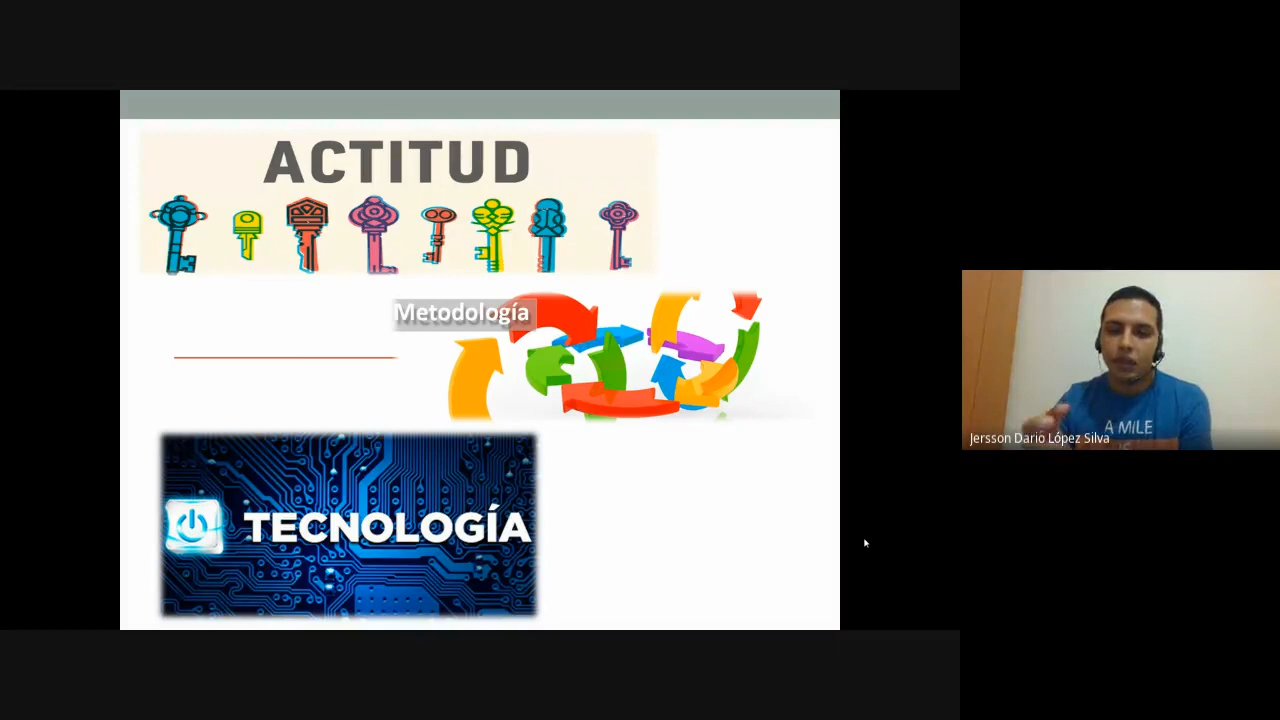 ACTITUD
Metodología
TECNOLOGÍA
A MILE
Jersson Dario López Silva